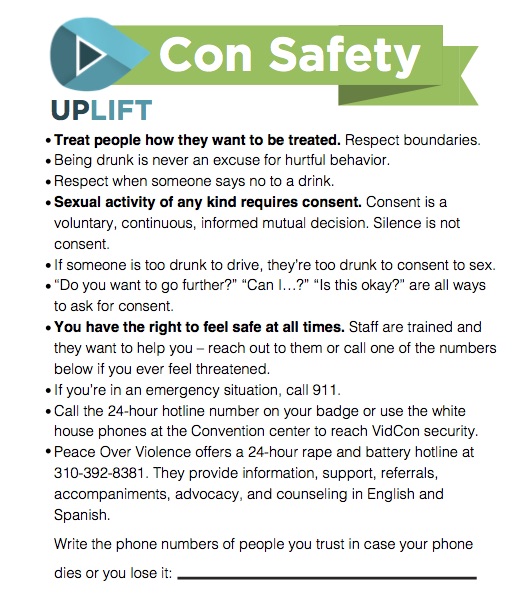 Con Safety
UPLIFT
• Treat people how they want to be treated. Respect boundaries.
• Being drunk is never an excuse for hurtful behavior.
• Respect when someone says no to a drink.
• Sexual activity of any kind requires consent. Consent is a
voluntary, continuous, informed mutual decision. Silence is not
consent.
• If someone is too drunk to drive, they’re too drunk to consent to sex.
• “Do you want to go further?” “Can I...?” “Is this okay?” are all ways
to ask for consent.
• You have the right to feel safe at all times. Staff are trained and
they want to help you – reach out to them or call one of the numbers
below if you ever feel threatened.
• If you’re in an emergency situation, call 911.
• Call the 24-hour hotline number on your badge or use the white
house phones at the Convention center to reach VidCon security.
• Peace Over Violence offers a 24-hour rape and battery hotline at
310-392-8381. They provide information, support, referrals,
accompaniments, advocacy, and counseling in English and
Spanish.
Write the phone numbers of people you trust in case your phone
dies or you lose it: